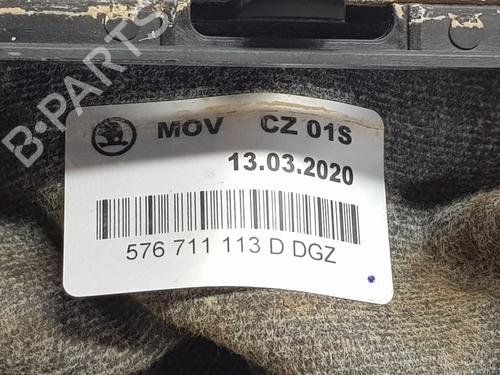 B-PARTS
MOV CZ 01S
13.03.2020
576 711 113 D DGZ